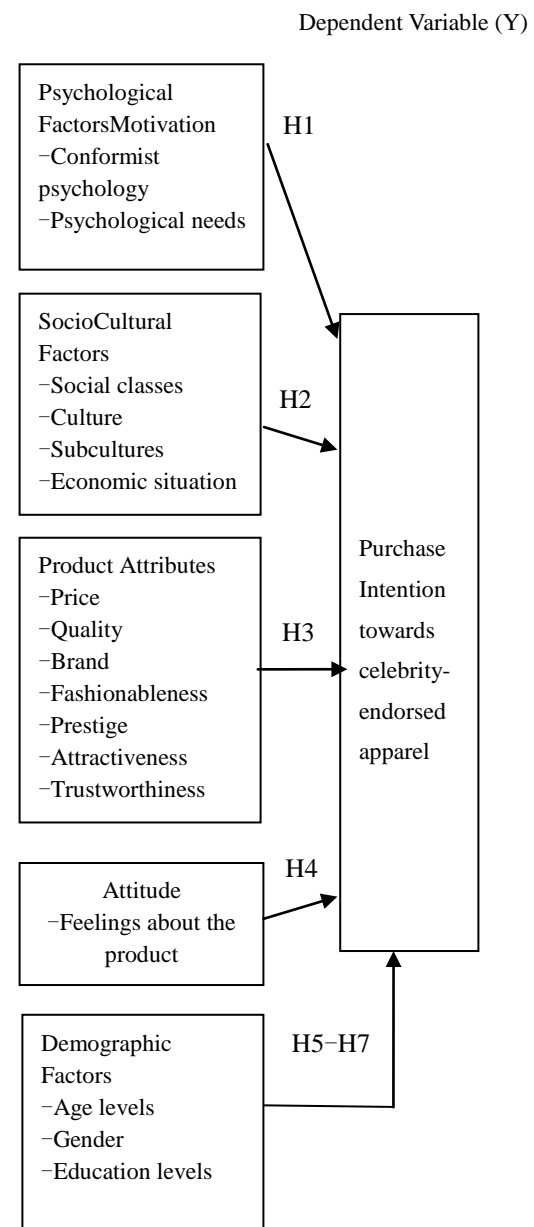 Dependent Variable (Y)
Psychological
FactorsMotivation
−Conformist
psychology
−Psychological needs
H1
SocioCultural
Factors
−Social classes
−Culture
−Subcultures
−Economic situation
H2
Product Attributes
−Price
−Quality
−Brand
−Fashionableness
−Prestige
−Attractiveness
−Trustworthiness
H3
Attitude
−Feelings about the
product
H4
Demographic
Factors
−Age levels
−Gender
−Education levels
H5−H7
Purchase
Intention
towards
celebrity-
endorsed
apparel